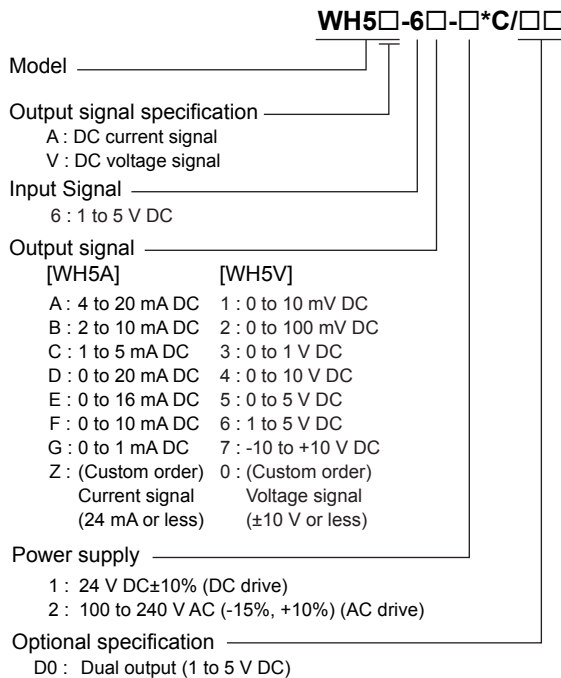 WH5□-6□-□*C/□□
Model
Output signal specification
A : DC current signal
V : DC voltage signal
Input Signal
6 : 1 to 5 V DC
Output signal
[WH5A] [WH5V]
A : 4 to 20 mA DC 1 : 0 to 10 mV DC
B : 2 to 10 mA DC 2 : 0 to 100 mV DC
C : 1 to 5 mA DC 3 : 0 to 1 V DC
D : 0 to 20 mA DC 4 : 0 to 10 V DC
E : 0 to 16 mA DC 5 : 0 to 5 V DC
F : 0 to 10 mA DC 6 : 1 to 5 V DC
G : 0 to 1 mA DC 7 : -10 to +10 V DC
Z : (Custom order) 0 : (Custom order)
Current signal Voltage signal
(24 mA or less) (±10 V or less)
Power supply
1 : 24 V DC±10% (DC drive)
2 : 100 to 240 V AC (-15%, +10%) (AC drive)
Optional specification
D0 : Dual output (1 to 5 V DC)